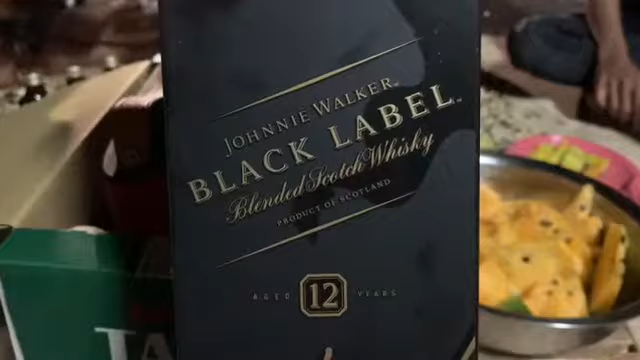 JOHNNIE WALKER
BLACK LABEL
Blended Scotch Whisky
PRODUCT OF SCOTLAND
AGED 12 YEARS